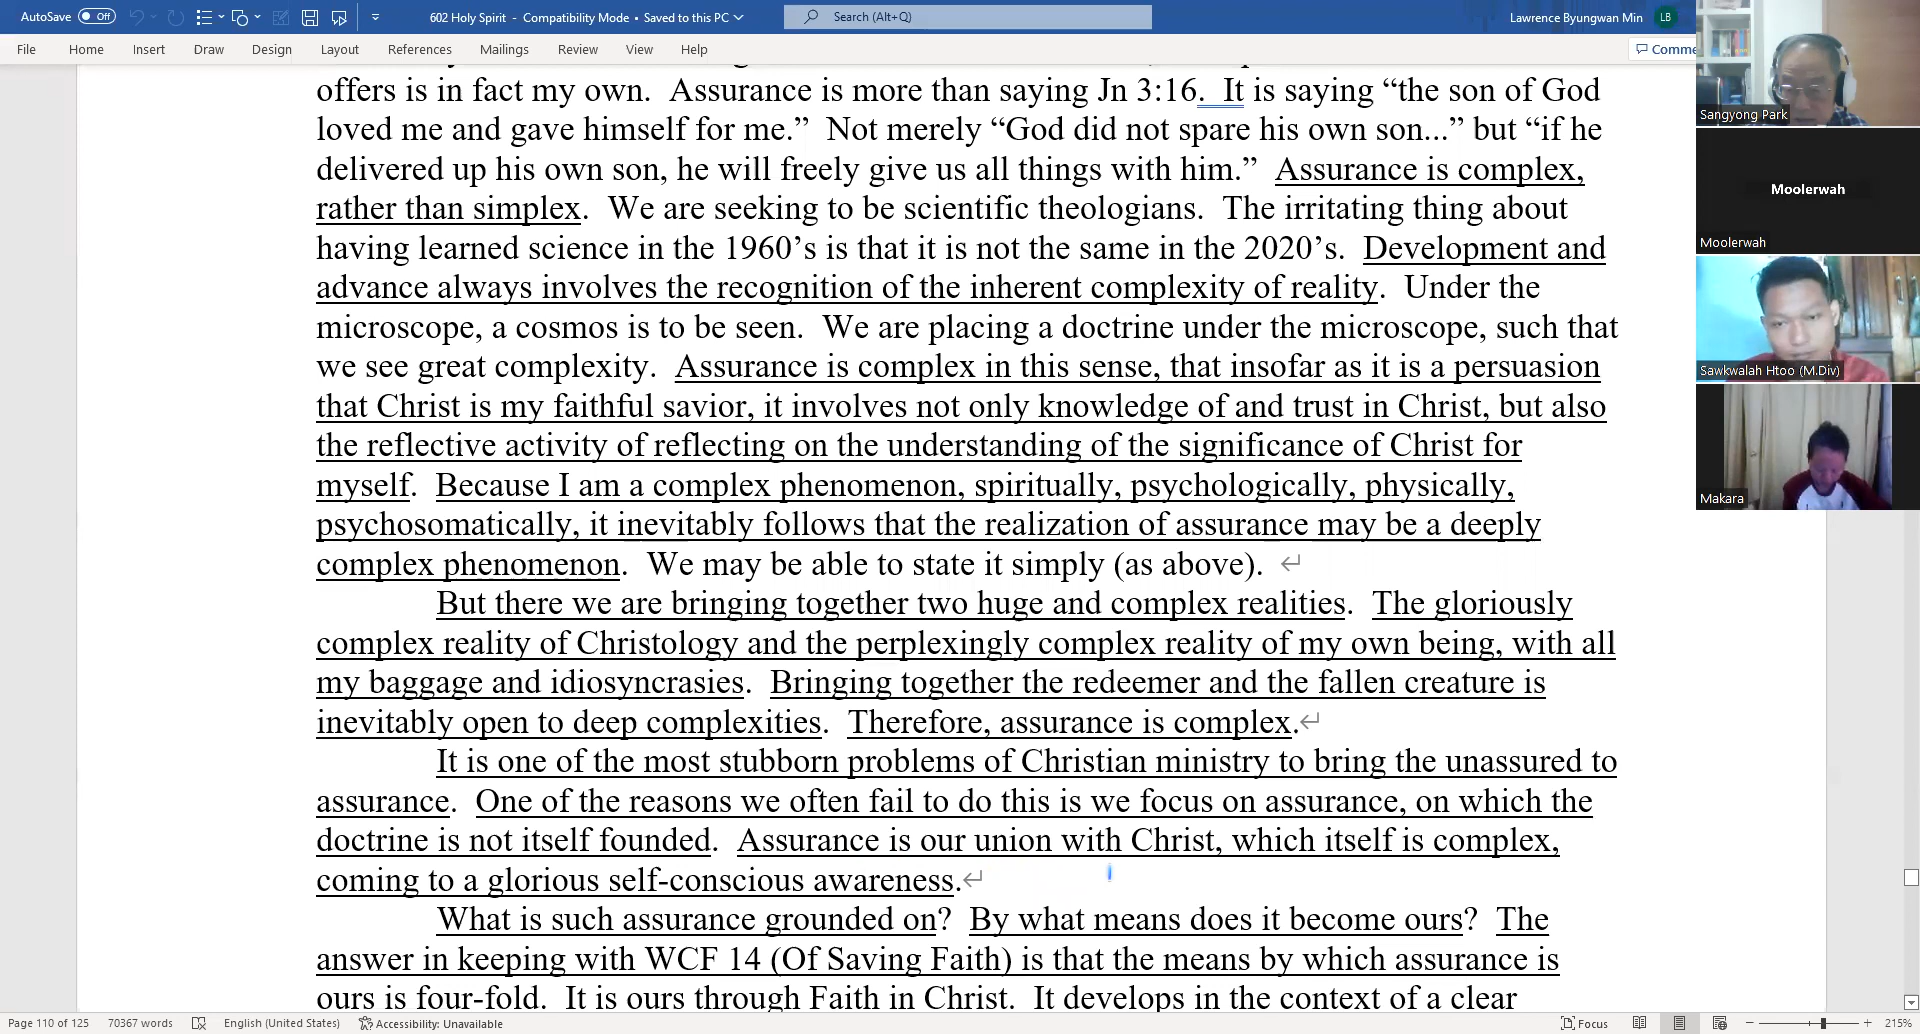 AutoSave Off 602 Holy Spirit - Compatibility Mode • Saved to this PC Search (Alt+Q) Lawrence Byungwan Min LB
File Home Insert Draw Design Layout References Mailings Review View Help Comme
offers is in fact my own. Assurance is more than saying Jn 3:16. It is saying “the son of God
loved me and gave himself for me.” Not merely “God did not spare his own son...” but “if he
delivered up his own son, he will freely give us all things with him.” Assurance is complex,
rather than simplex. We are seeking to be scientific theologians. The irritating thing about
having learned science in the 1960’s is that it is not the same in the 2020’s. Development and
advance always involves the recognition of the inherent complexity of reality. Under the
microscope, a cosmos is to be seen. We are placing a doctrine under the microscope, such that
we see great complexity. Assurance is complex in this sense, that insofar as it is a persuasion
that Christ is my faithful savior, it involves not only knowledge of and trust in Christ, but also
the reflective activity of reflecting on the understanding of the significance of Christ for
myself. Because I am a complex phenomenon, spiritually, psychologically, physically,
psychosomatically, it inevitably follows that the realization of assurance may be a deeply
complex phenomenon. We may be able to state it simply (as above).
But there we are bringing together two huge and complex realities. The gloriously
complex reality of Christology and the perplexingly complex reality of my own being, with all
my baggage and idiosyncrasies. Bringing together the redeemer and the fallen creature is
inevitably open to deep complexities. Therefore, assurance is complex.
It is one of the most stubborn problems of Christian ministry to bring the unassured to
assurance. One of the reasons we often fail to do this is we focus on assurance, on which the
doctrine is not itself founded. Assurance is our union with Christ, which itself is complex,
coming to a glorious self-conscious awareness.
What is such assurance grounded on? By what means does it become ours? The
answer in keeping with WCF 14 (Of Saving Faith) is that the means by which assurance is
ours is four-fold. It is ours through Faith in Christ. It develops in the context of a clear
Sangyong Park
Moolerwah
Moolerwah
Sawkwalah Htoo (M.Div)
Makara
Page 110 of 125 70367 words English (United States) Accessibility: Unavailable Focus 215%